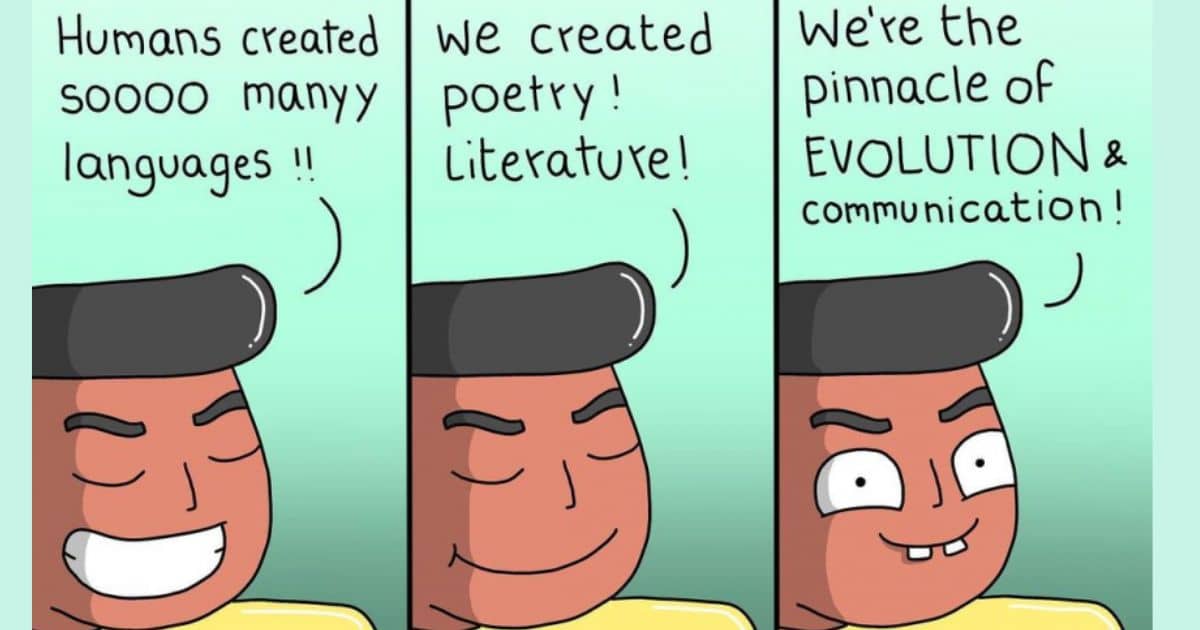 Humans created
soooo manyy
languages !!
We created
poetry !
Literature!
We're the
pinnacle of
EVOLUTION &
communication!